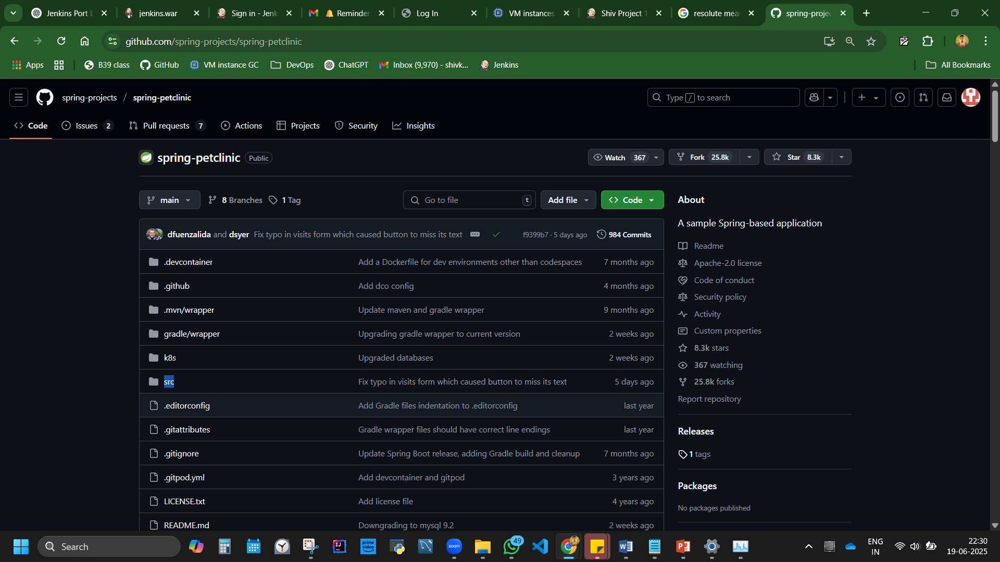 Jenkins Port E
jenkins.war
Sign in - Jenk
Reminder
Log In
VM instances
Shiv Project 1
resolute mear
spring-projec
github.com/spring-projects/spring-petclinic
Apps
B39 class
GitHub
VM instance GC
DevOps
ChatGPT
Inbox (9,970) - shivk...
Jenkins
All Bookmarks
spring-projects / spring-petclinic
Type / to search
Code
Issues 2
Pull requests 7
Actions
Projects
Security
Insights
spring-petclinic Public
Watch 367
Fork 25.8k
Star 8.3k
main
8 Branches
1 Tag
Go to file t
Add file
Code
dfuenzalida and dsyer Fix typo in visits form which caused button to miss its text f9399b7 · 5 days ago 984 Commits
.devcontainer Add a Dockerfile for dev environments other than codespaces 7 months ago
.github Add dco config 4 months ago
.mvn/wrapper Update maven and gradle wrapper 9 months ago
gradle/wrapper Upgrading gradle wrapper to current version 2 weeks ago
k8s Upgraded databases 2 weeks ago
src Fix typo in visits form which caused button to miss its text 5 days ago
.editorconfig Add Gradle files indentation to .editorconfig last year
.gitattributes Gradle wrapper files should have correct line endings last year
.gitignore Update Spring Boot release, adding Gradle build and cleanup 7 months ago
.gitpod.yml Add devcontainer and gitpod 3 years ago
LICENSE.txt Add license file 4 years ago
README.md Downgrading to mysql 9.2 2 weeks ago
About
A sample Spring-based application
Readme
Apache-2.0 license
Code of conduct
Security policy
Activity
Custom properties
8.3k stars
367 watching
25.8k forks
Report repository
Releases
1 tags
Packages
No packages published
Search
IJ
prime video
zoom
49
W
P
ENG
IN
22:30
19-06-2025